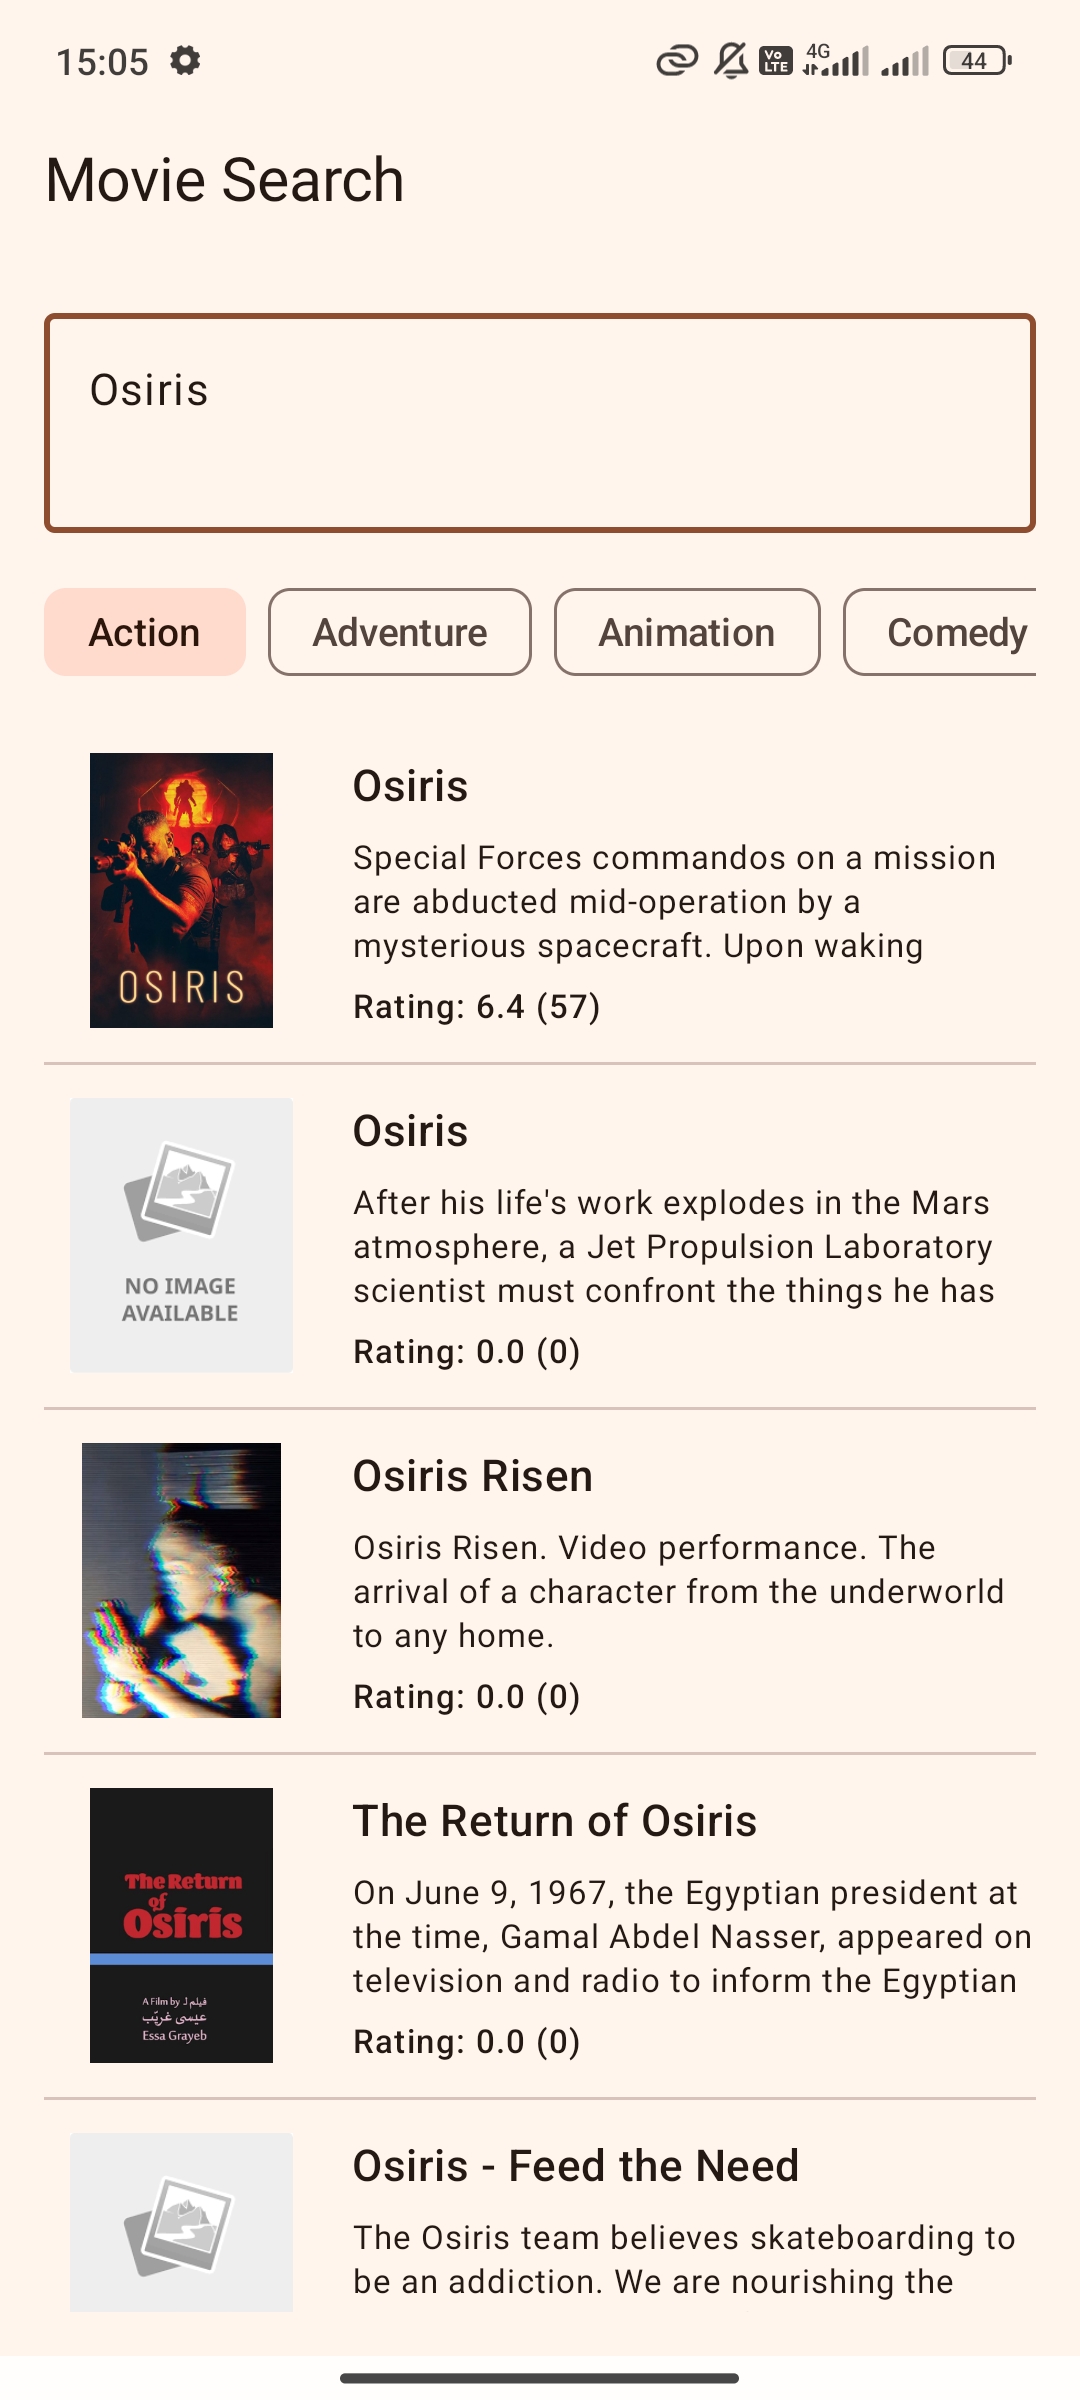 15:05
Vo
LTE
4G
44
Movie Search
Osiris
Action
Adventure
Animation
Comedy
OSIRIS
Osiris
Special Forces commandos on a mission
are abducted mid-operation by a
mysterious spacecraft. Upon waking
Rating: 6.4 (57)
NO IMAGE
AVAILABLE
Osiris
After his life's work explodes in the Mars
atmosphere, a Jet Propulsion Laboratory
scientist must confront the things he has
Rating: 0.0 (0)
Osiris Risen
Osiris Risen. Video performance. The
arrival of a character from the underworld
to any home.
Rating: 0.0 (0)
The Return
of
Osiris
A Film by فيلم لـ
عيسى غريّب
Essa Grayeb
The Return of Osiris
On June 9, 1967, the Egyptian president at
the time, Gamal Abdel Nasser, appeared on
television and radio to inform the Egyptian
Rating: 0.0 (0)
Osiris - Feed the Need
The Osiris team believes skateboarding to
be an addiction. We are nourishing the